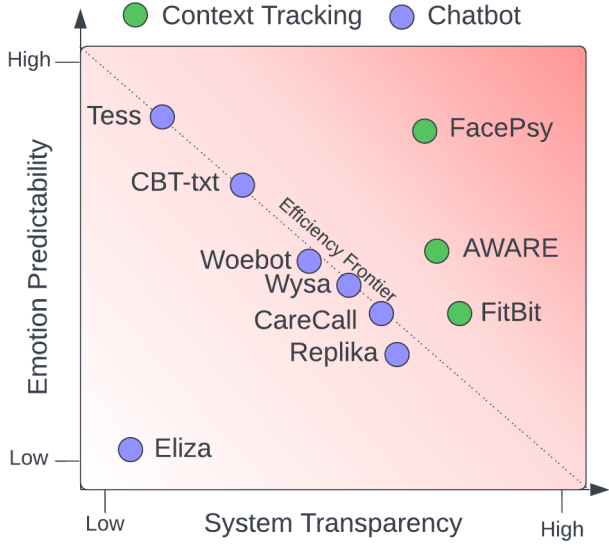 Context Tracking
Chatbot
High
Tess
FacePsy
CBT-txt
Efficiency Frontier
Woebot
AWARE
Wysa
CareCall
FitBit
Replika
Emotion Predictability
Eliza
Low
Low
System Transparency
High